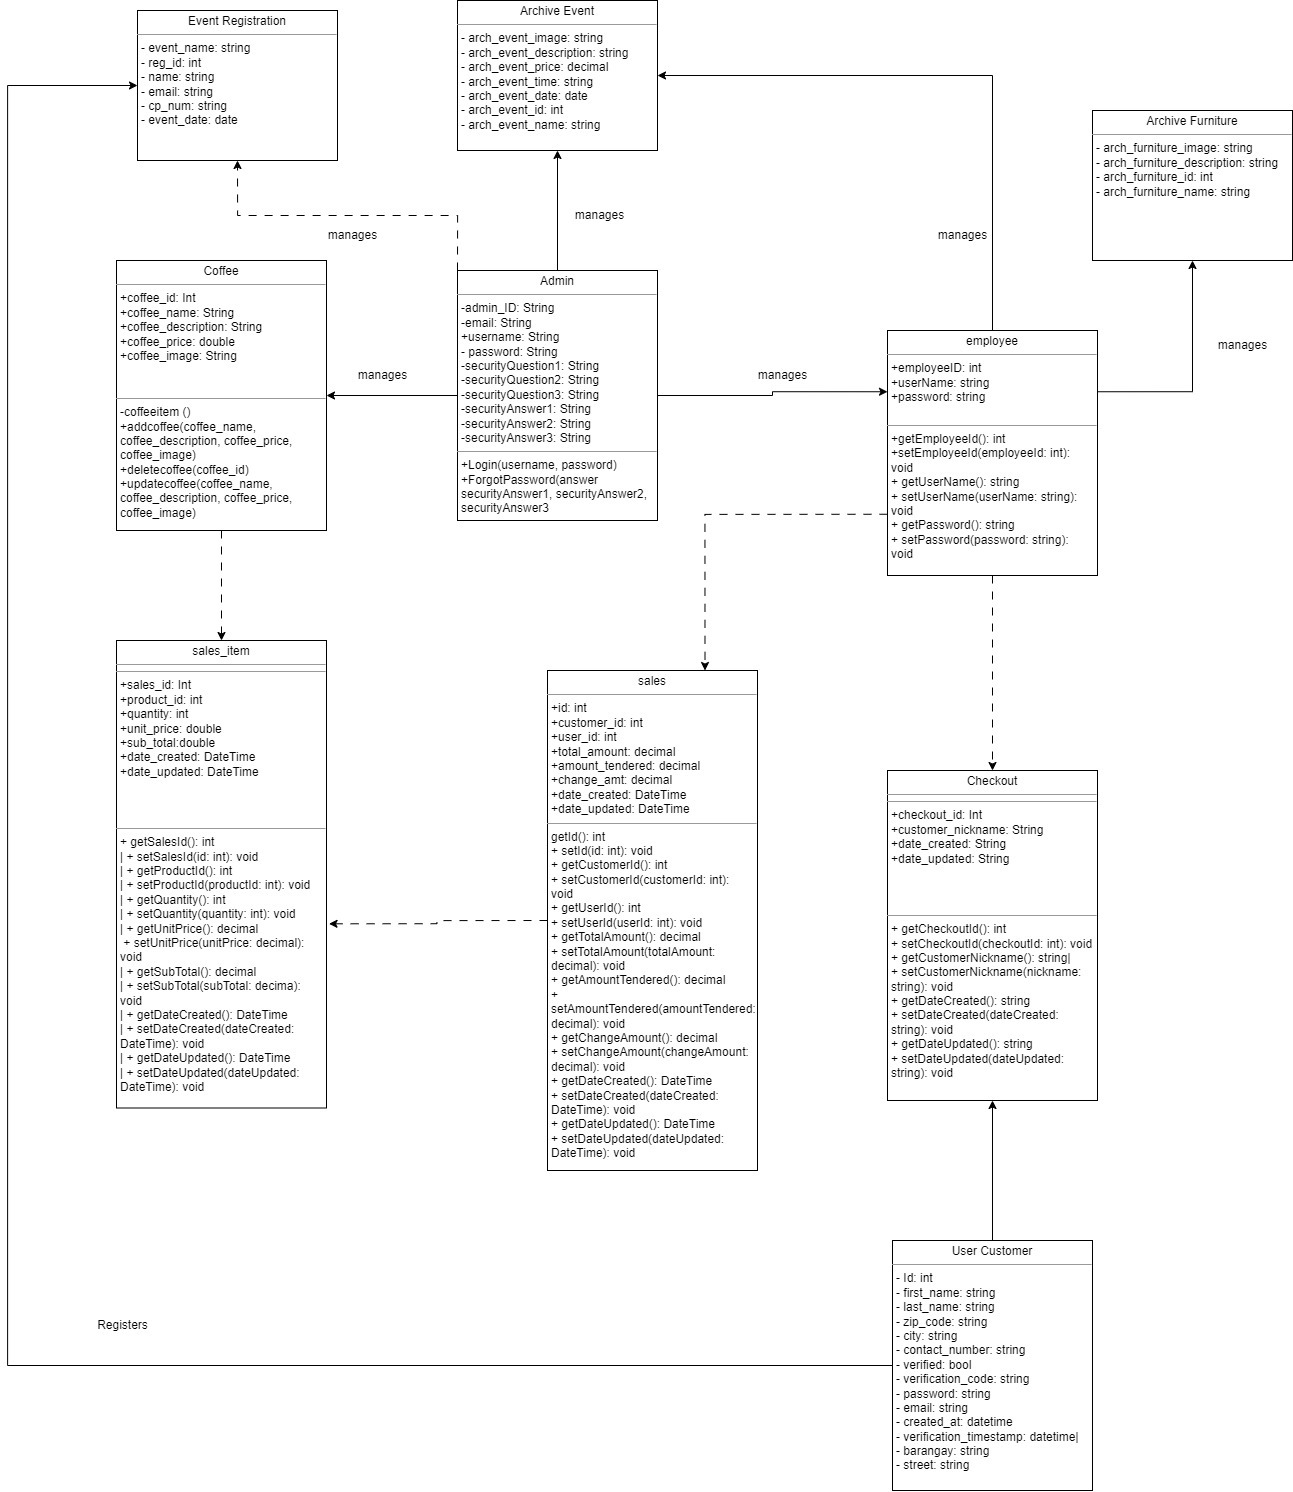 Event Registration
- event_name: string
- reg_id: int
- name: string
- email: string
- cp_num: string
- event_date: date
Archive Event
- arch_event_image: string
- arch_event_description: string
- arch_event_price: decimal
- arch_event_time: string
- arch_event_date: date
- arch_event_id: int
- arch_event_name: string
Archive Furniture
- arch_furniture_image: string
- arch_furniture_description: string
- arch_furniture_id: int
- arch_furniture_name: string
manages
manages
manages
Coffee
+coffee_id: Int
+coffee_name: String
+coffee_description: String
+coffee_price: double
+coffee_image: String
-coffeeitem ()
+addcoffee(coffee_name,
coffee_description, coffee_price,
coffee_image)
+deletecoffee(coffee_id)
+updatecoffee(coffee_name,
coffee_description, coffee_price,
coffee_image)
manages
Admin
-admin_ID: String
-email: String
+username: String
- password: String
-securityQuestion1: String
-securityQuestion2: String
-securityQuestion3: String
-securityAnswer1: String
-securityAnswer2: String
-securityAnswer3: String
+Login(username, password)
+ForgotPassword(answer
securityAnswer1, securityAnswer2,
securityAnswer3
manages
employee
+employeeID: int
+userName: string
+password: string
+getEmployeeId(): int
+setEmployeeId(employeeId: int):
void
+ getUserName(): string
+ setUserName(userName: string):
void
+ getPassword(): string
+ setPassword(password: string):
void
manages
sales_item
+sales_id: Int
+product_id: int
+quantity: int
+unit_price: double
+sub_total:double
+date_created: DateTime
+date_updated: DateTime
+ getSalesId(): int
| + setSalesId(id: int): void
| + getProductId(): int
| + setProductId(productId: int): void
| + getQuantity(): int
| + setQuantity(quantity: int): void
| + getUnitPrice(): decimal
+ setUnitPrice(unitPrice: decimal):
void
| + getSubTotal(): decimal
| + setSubTotal(subTotal: decima):
void
| + getDateCreated(): DateTime
| + setDateCreated(dateCreated:
DateTime): void
| + getDateUpdated(): DateTime
| + setDateUpdated(dateUpdated:
DateTime): void
sales
+id: int
+customer_id: int
+user_id: int
+total_amount: decimal
+amount_tendered: decimal
+change_amt: decimal
+date_created: DateTime
+date_updated: DateTime
getId(): int
+ setId(id: int): void
+ getCustomerId(): int
+ setCustomerId(customerId: int):
void
+ getUserId(): int
+ setUserId(userId: int): void
+ getTotalAmount(): decimal
+ setTotalAmount(totalAmount:
decimal): void
+ getAmountTendered(): decimal
+
setAmountTendered(amountTendered:
decimal): void
+ getChangeAmount(): decimal
+ setChangeAmount(changeAmount:
decimal): void
+ getDateCreated(): DateTime
+ setDateCreated(dateCreated:
DateTime): void
+ getDateUpdated(): DateTime
+ setDateUpdated(dateUpdated:
DateTime): void
Checkout
+checkout_id: Int
+customer_nickname: String
+date_created: String
+date_updated: String
+ getCheckoutId(): int
+ setCheckoutId(checkoutId: int): void
+ getCustomerNickname(): string|
+ setCustomerNickname(nickname:
string): void
+ getDateCreated(): string
+ setDateCreated(dateCreated:
string): void
+ getDateUpdated(): string
+ setDateUpdated(dateUpdated:
string): void
User Customer
- Id: int
- first_name: string
- last_name: string
- zip_code: string
- city: string
- contact_number: string
- verified: bool
- verification_code: string
- password: string
- email: string
- created_at: datetime
- verification_timestamp: datetime|
- barangay: string
- street: string
Registers